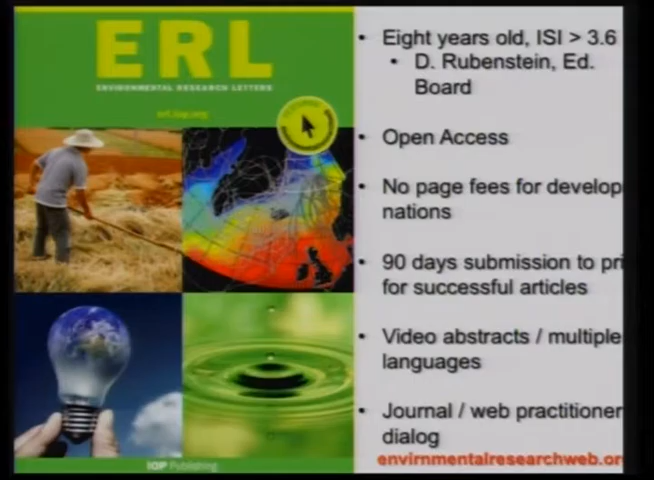 ERL
ENVIRONMENTAL RESEARCH LETTERS
erl.iop.org
IOP Publishing
• Eight years old, ISI > 3.6
• D. Rubenstein, Ed.
Board
• Open Access
• No page fees for develop
nations
• 90 days submission to pri
for successful articles
• Video abstracts / multiple
languages
• Journal / web practitioner
dialog
envirnmentalresearchweb.or